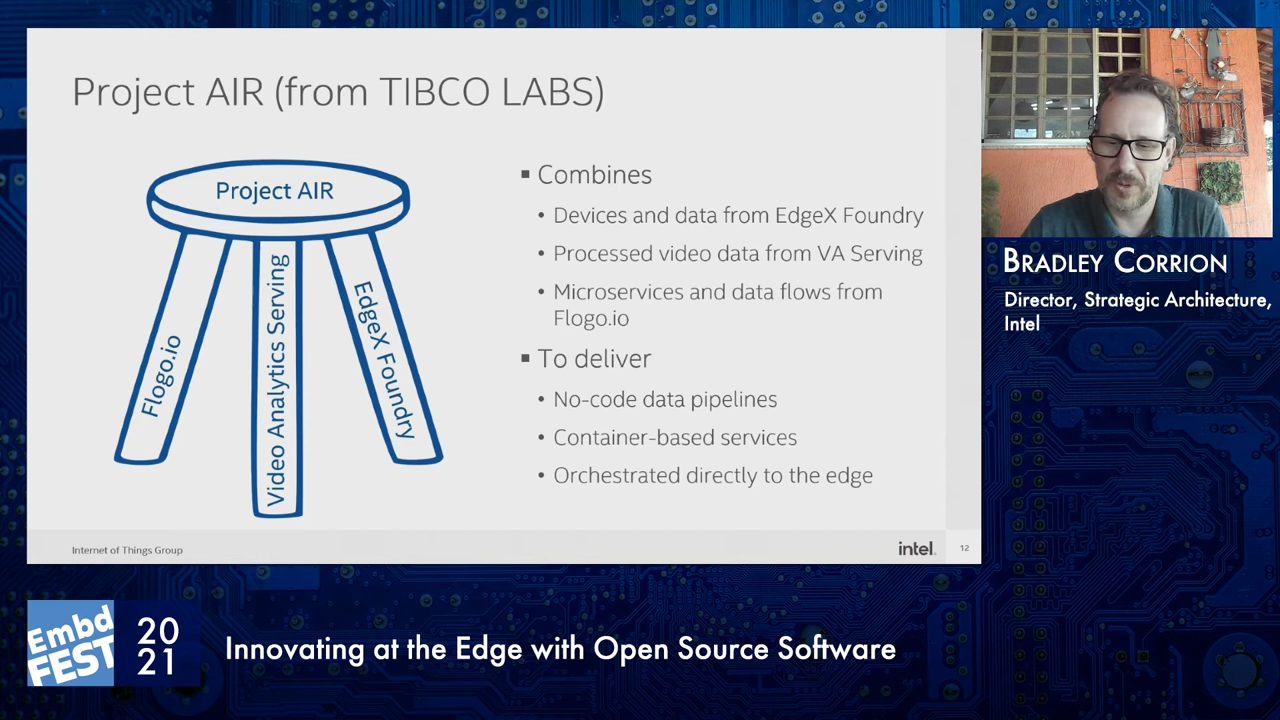 Project AIR (from TIBCO LABS)
Project AIR
Flogo.io
Video Analytics Serving
EdgeX Foundry
▪ Combines
• Devices and data from EdgeX Foundry
• Processed video data from VA Serving
• Microservices and data flows from
Flogo.io
▪ To deliver
• No-code data pipelines
• Container-based services
• Orchestrated directly to the edge
Internet of Things Group
intel.
12
BRADLEY CORRION
Director, Strategic Architecture,
Intel
Embd
FEST
20
21
Innovating at the Edge with Open Source Software